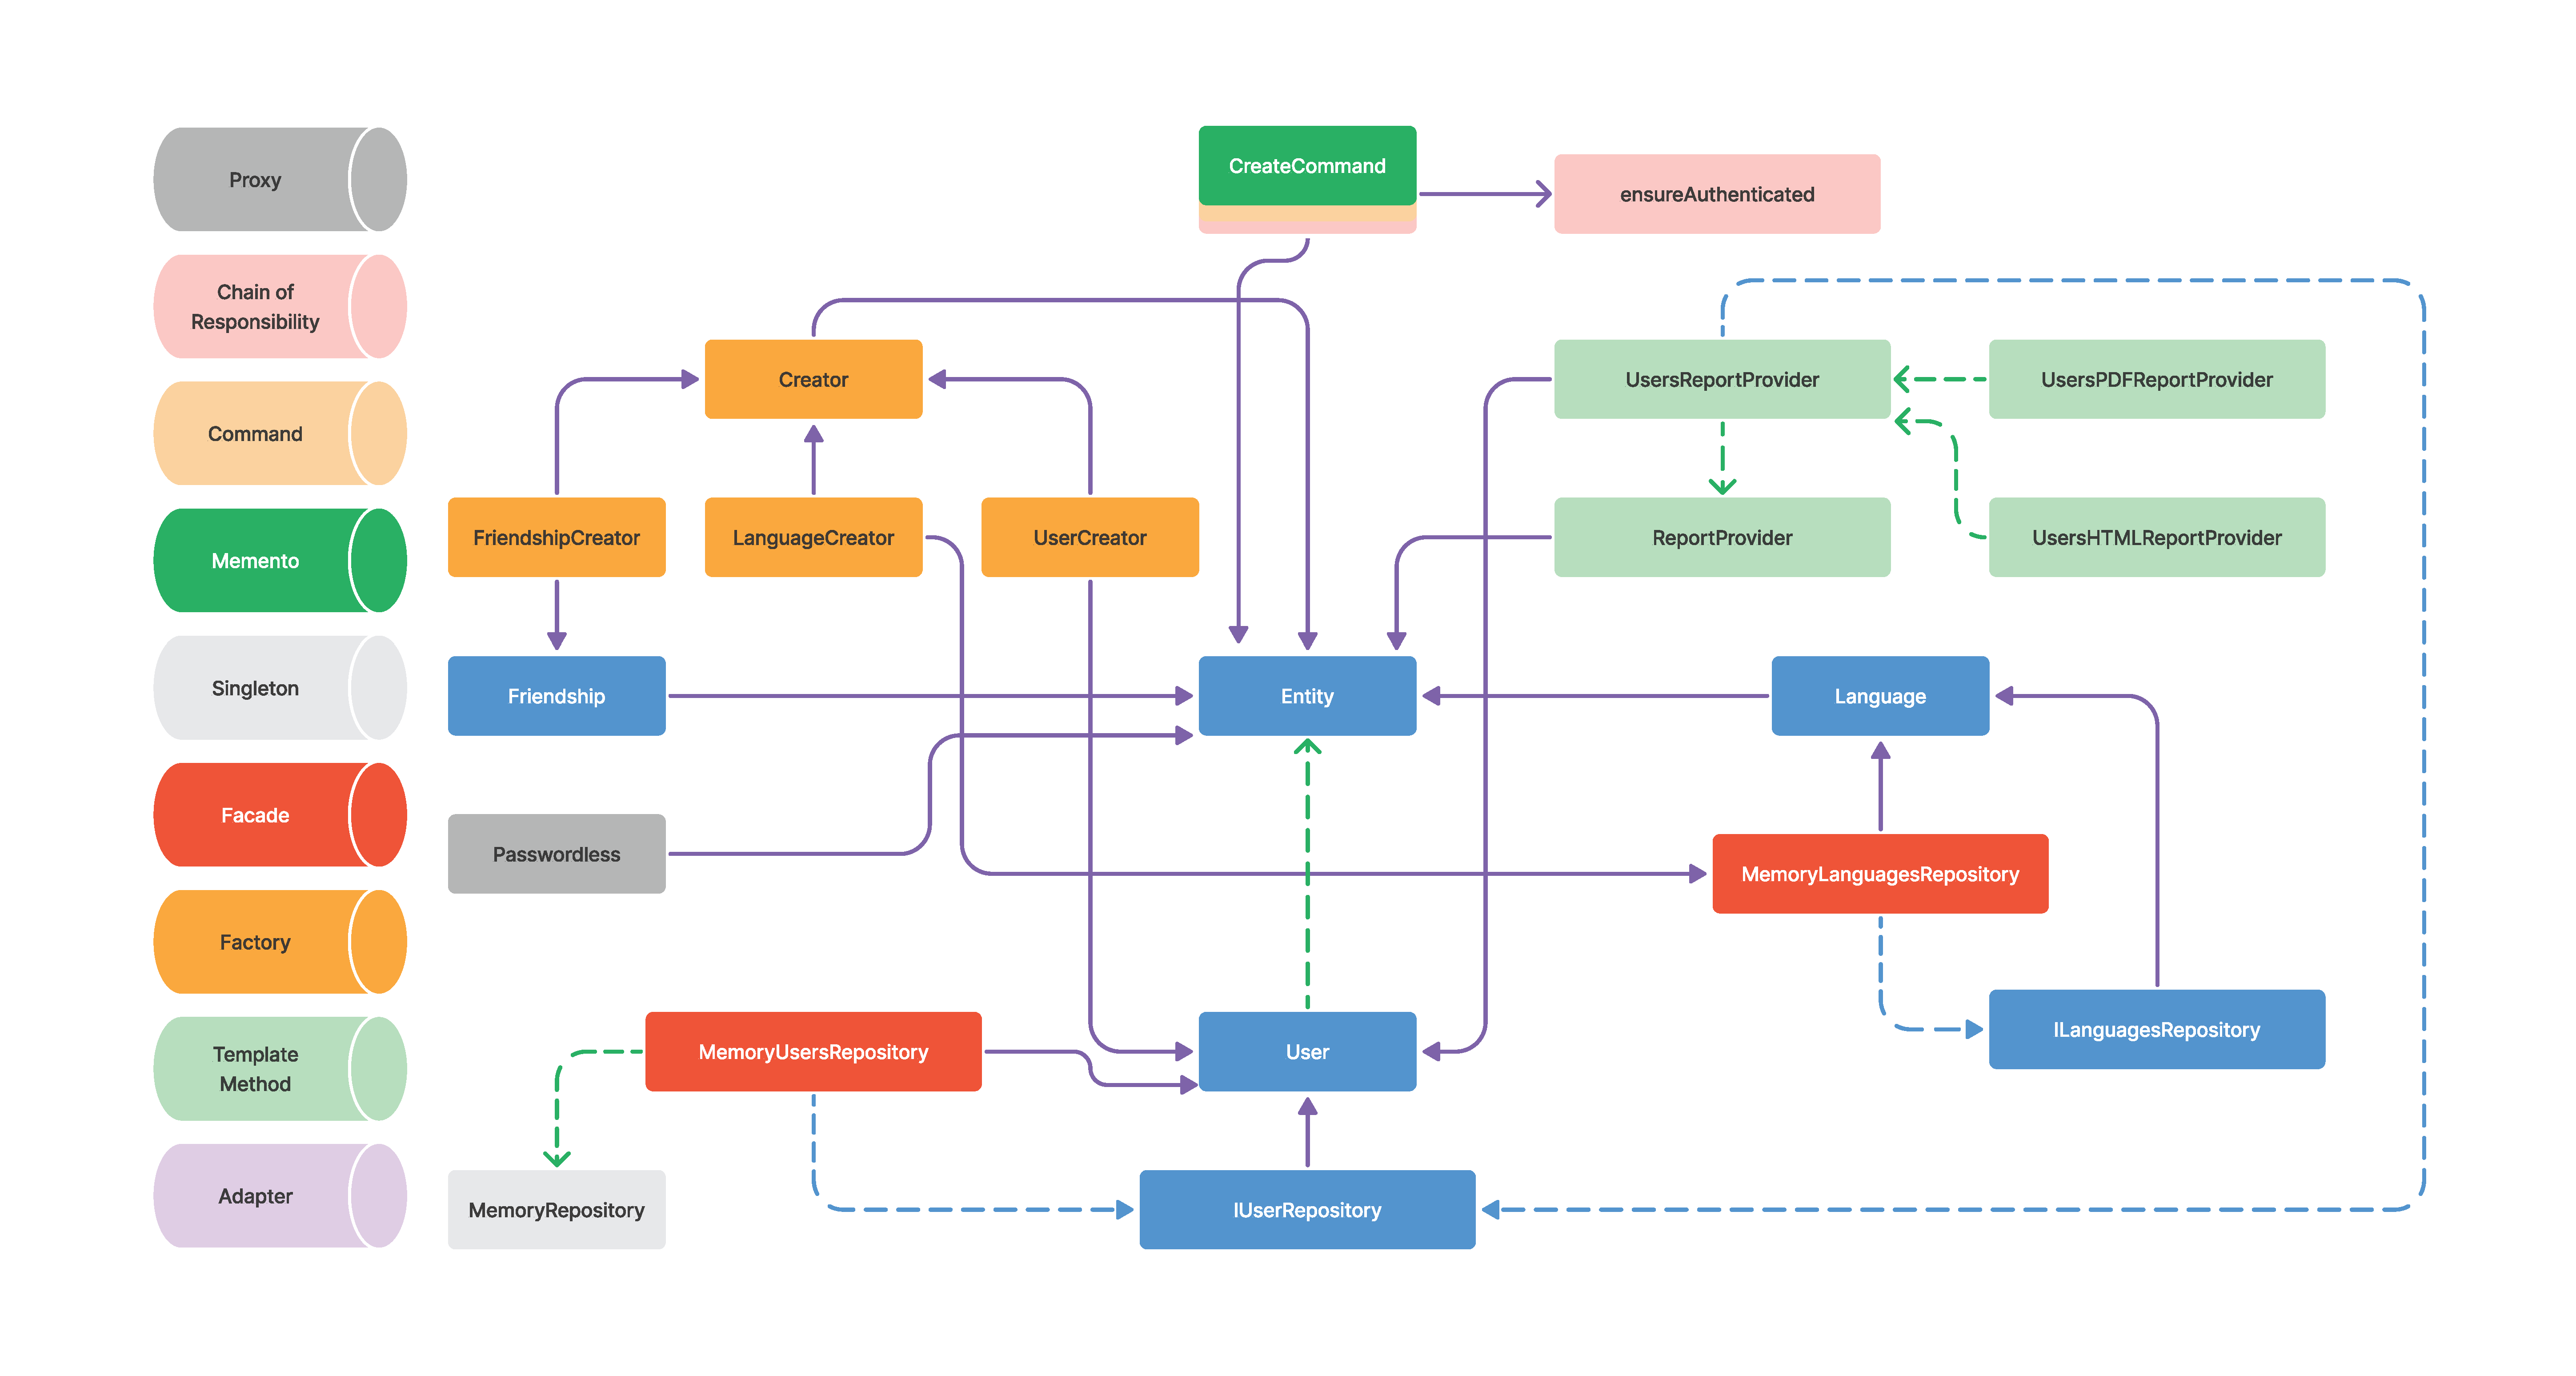 Proxy
Chain of
Responsibility
Command
Memento
Singleton
Facade
Factory
Template
Method
Adapter
CreateCommand
ensureAuthenticated
Creator
UsersReportProvider
UsersPDFReportProvider
FriendshipCreator
LanguageCreator
UserCreator
ReportProvider
UsersHTMLReportProvider
Friendship
Entity
Language
Passwordless
MemoryLanguagesRepository
MemoryUsersRepository
User
ILanguagesRepository
MemoryRepository
IUserRepository